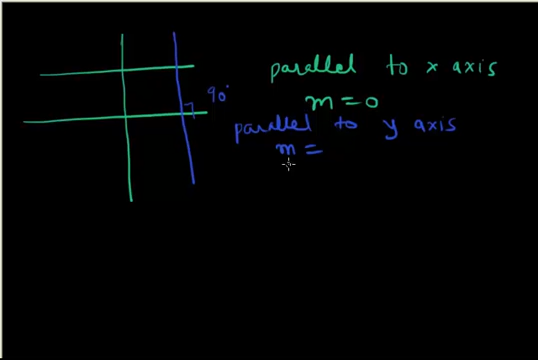 parallel to x axis
m = 0
90°
parallel to y axis
m =